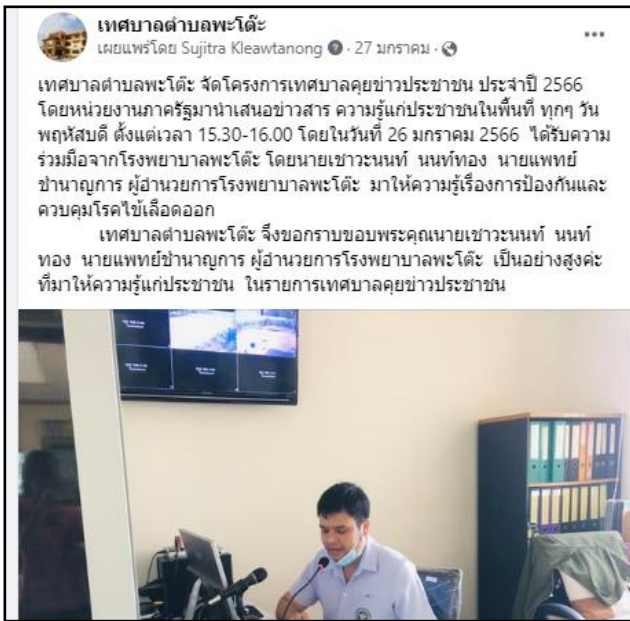 เทศบาลตำบลพะโต๊ะ
เผยแพร่โดย Sujitra Kleawtanong · 27 มกราคม ·
เทศบาลตำบลพะโต๊ะ จัดโครงการเทศบาลคุยข่าวประชาชน ประจำปี 2566
โดยหน่วยงานภาครัฐมานำเสนอข่าวสาร ความรู้แก่ประชาชนในพื้นที่ ทุกๆ วัน
พฤหัสบดี ตั้งแต่เวลา 15.30-16.00 โดยในวันที่ 26 มกราคม 2566 ได้รับความ
ร่วมมือจากโรงพยาบาลพะโต๊ะ โดยนายเชาวะนนท์ นนท์ทอง นายแพทย์
ชำนาญการ ผู้อำนวยการโรงพยาบาลพะโต๊ะ มาให้ความรู้เรื่องการป้องกันและ
ควบคุมโรคไข้เลือดออก
เทศบาลตำบลพะโต๊ะ จึงขอกราบขอบพระคุณนายเชาวะนนท์ นนท์
ทอง นายแพทย์ชำนาญการ ผู้อำนวยการโรงพยาบาลพะโต๊ะ เป็นอย่างสูงค่ะ
ที่มาให้ความรู้แก่ประชาชน ในรายการเทศบาลคุยข่าวประชาชน